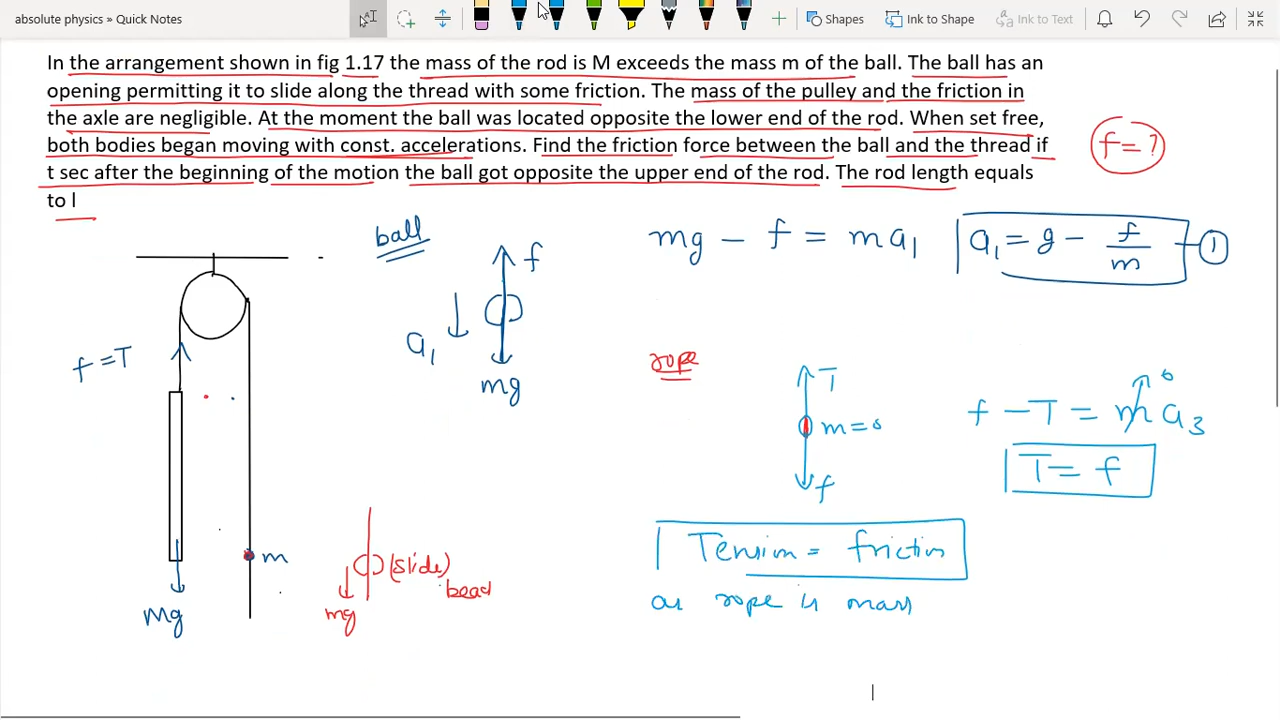 absolute physics » Quick Notes
Shapes
Ink to Shape
Ink to Text
In the arrangement shown in fig 1.17 the mass of the rod is M exceeds the mass m of the ball. The ball has an
opening permitting it to slide along the thread with some friction. The mass of the pulley and the friction in
the axle are negligible. At the moment the ball was located opposite the lower end of the rod. When set free,
both bodies began moving with const. accelerations. Find the friction force between the ball and the thread if
t sec after the beginning of the motion the ball got opposite the upper end of the rod. The rod length equals
to l
f = ?
ball
f
a₁
mg
mg - f = ma₁
a₁ = g - f/m
①
f = T
Mg
m
(slide)
bead
mg
rope
T
m = 0
f
f - T = m a₃
0
T = f
Tension = friction
as rope is mass